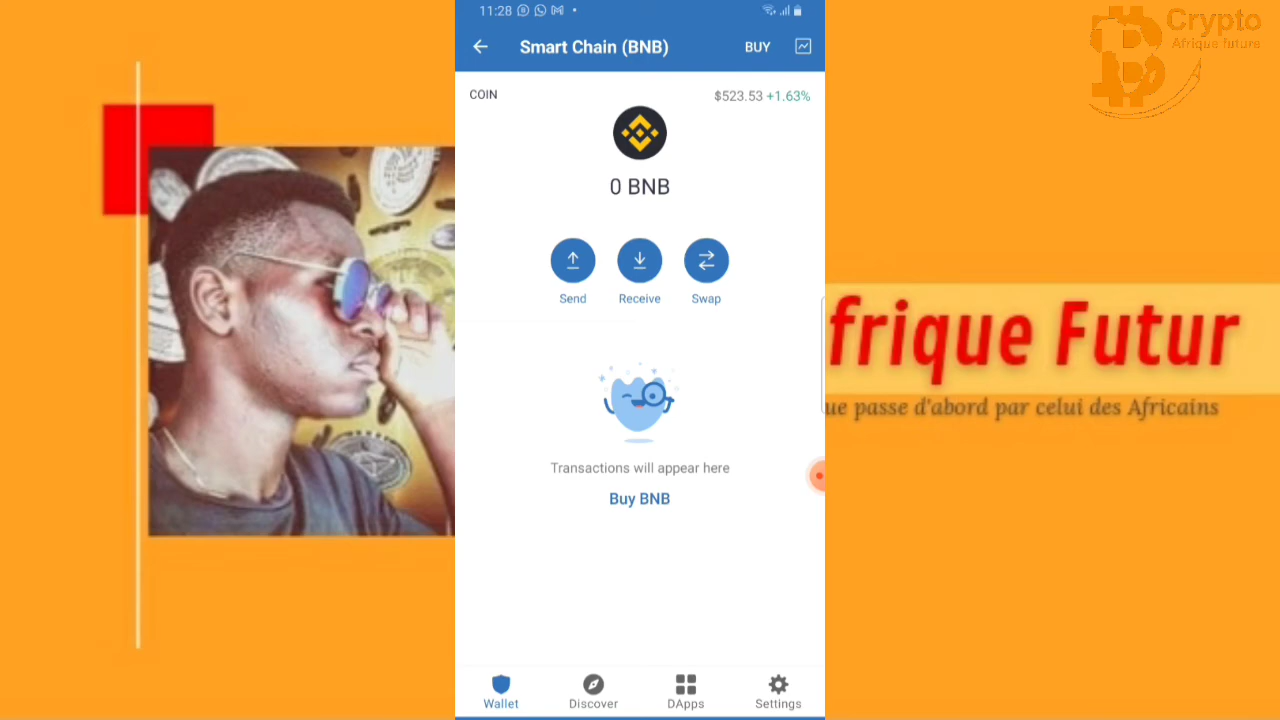 11:28
Smart Chain (BNB)
BUY
COIN
$523.53 +1.63%
0 BNB
Send
Receive
Swap
Transactions will appear here
Buy BNB
Wallet
Discover
DApps
Settings
Crypto
Afrique future
frique Futur
ue passe d'abord par celui des Africains